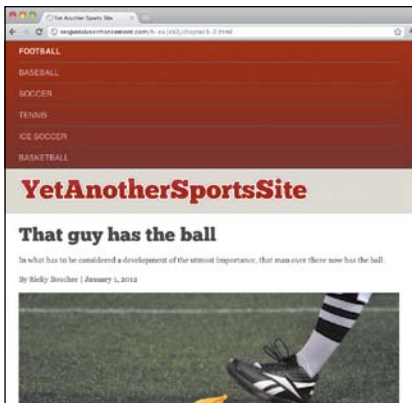 Yet Another Sports Site
FOOTBALL
BASEBALL
SOCCER
TENNIS
ICE SOCCER
BASKETBALL
YetAnotherSportsSite
That guy has the ball
In what has to be considered a development of the utmost importance, that man over there now has the ball.
By Ricky Boucher | January 1, 2012